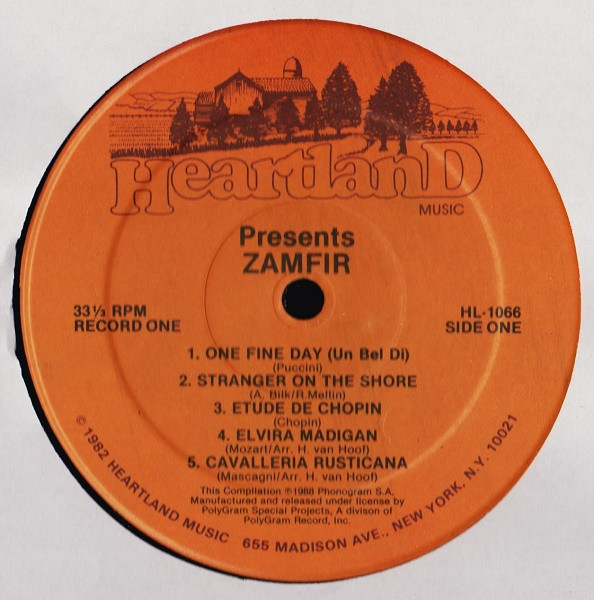 HeartlanD
MUSIC
Presents
ZAMFIR
33⅓ RPM
RECORD ONE
HL-1066
SIDE ONE
1. ONE FINE DAY (Un Bel Di)
(Puccini)
2. STRANGER ON THE SHORE
(A. Bilk/R.Mellin)
3. ETUDE DE CHOPIN
(Chopin)
4. ELVIRA MADIGAN
(Mozart/Arr. H. van Hoof)
5. CAVALLERIA RUSTICANA
(Mascagni/Arr. H. van Hoof)
This Compilation ℗1988 Phonogram S.A.
Manufactured and released under license by
PolyGram Special Projects, A divison of
PolyGram Record, Inc.
© 1982 HEARTLAND MUSIC 655 MADISON AVE., NEW YORK, N.Y. 10021